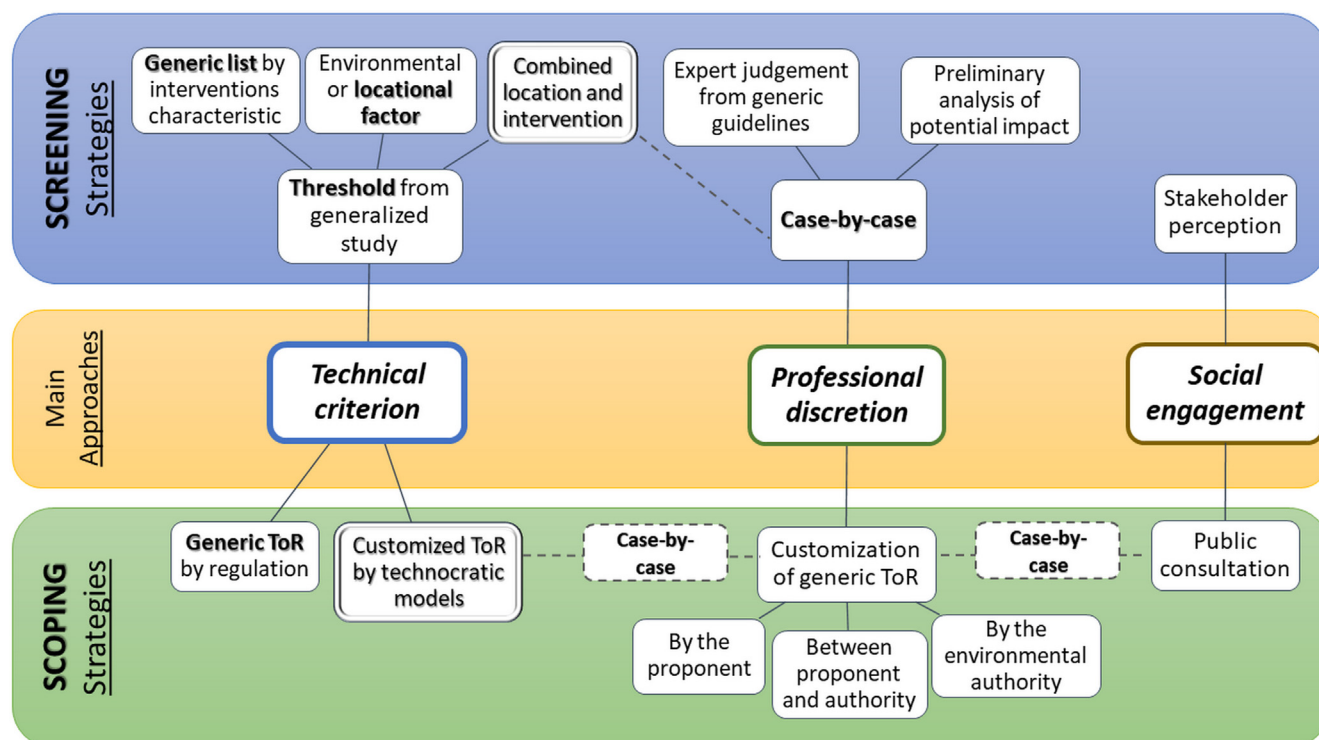 SCREENING
Strategies
Generic list by
interventions
characteristic
Environmental
or locational
factor
Combined
location and
intervention
Expert judgement
from generic
guidelines
Preliminary
analysis of
potential impact
Threshold from
generalized
study
Case-by-case
Stakeholder
perception
Main
Approaches
Technical
criterion
Professional
discretion
Social
engagement
SCOPING
Strategies
Generic ToR
by regulation
Customized ToR
by technocratic
models
Case-by-
case
Customization
of generic ToR
Case-by-
case
Public
consultation
By the
proponent
Between
proponent
and authority
By the
environmental
authority